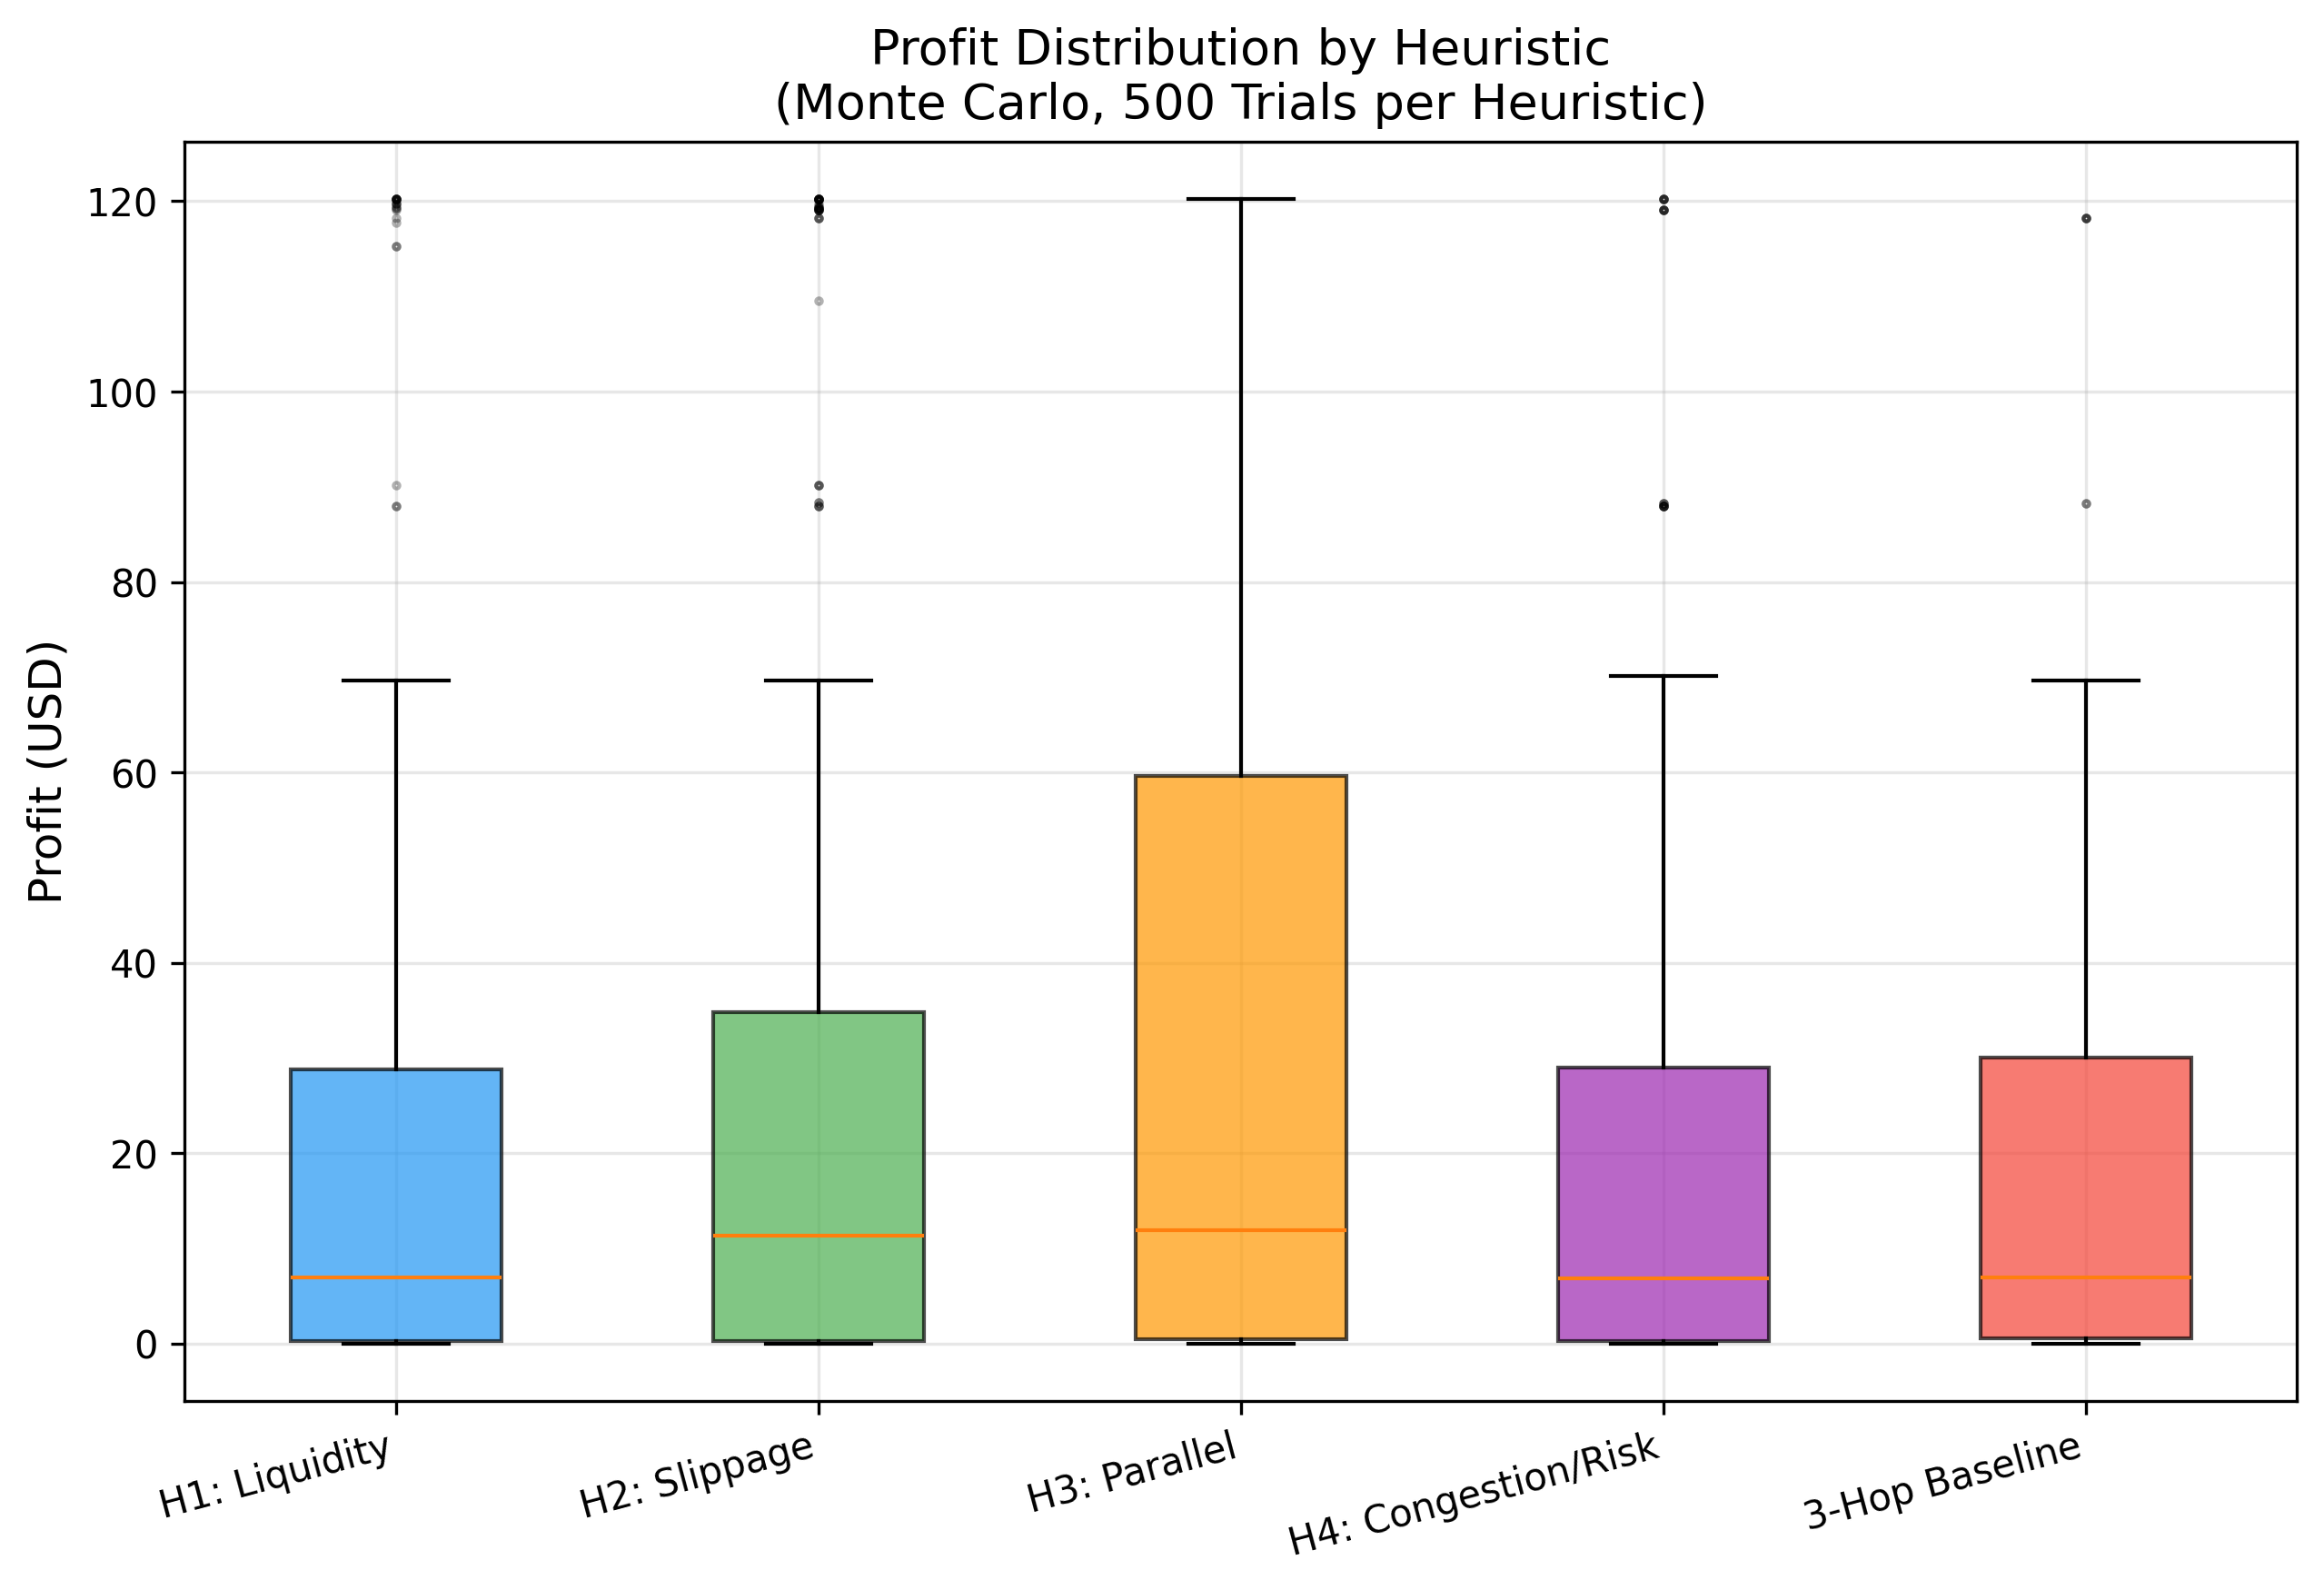 Profit Distribution by Heuristic
(Monte Carlo, 500 Trials per Heuristic)
Profit (USD)
120
100
80
60
40
20
0
H1: Liquidity
H2: Slippage
H3: Parallel
H4: Congestion/Risk
3-Hop Baseline